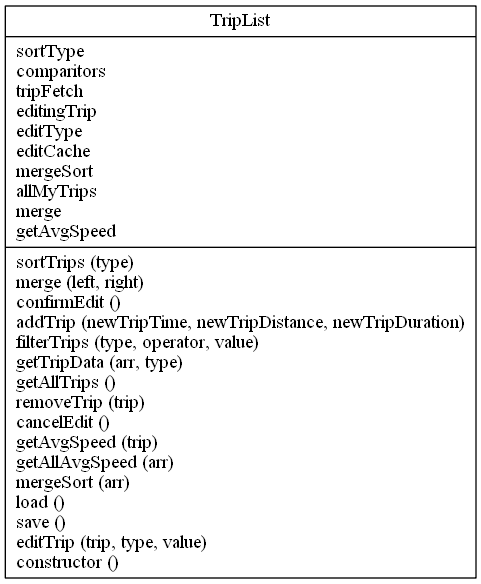 TripList
sortType
comparitors
tripFetch
editingTrip
editType
editCache
mergeSort
allMyTrips
merge
getAvgSpeed
sortTrips (type)
merge (left, right)
confirmEdit ()
addTrip (newTripTime, newTripDistance, newTripDuration)
filterTrips (type, operator, value)
getTripData (arr, type)
getAllTrips ()
removeTrip (trip)
cancelEdit ()
getAvgSpeed (trip)
getAllAvgSpeed (arr)
mergeSort (arr)
load ()
save ()
editTrip (trip, type, value)
constructor ()